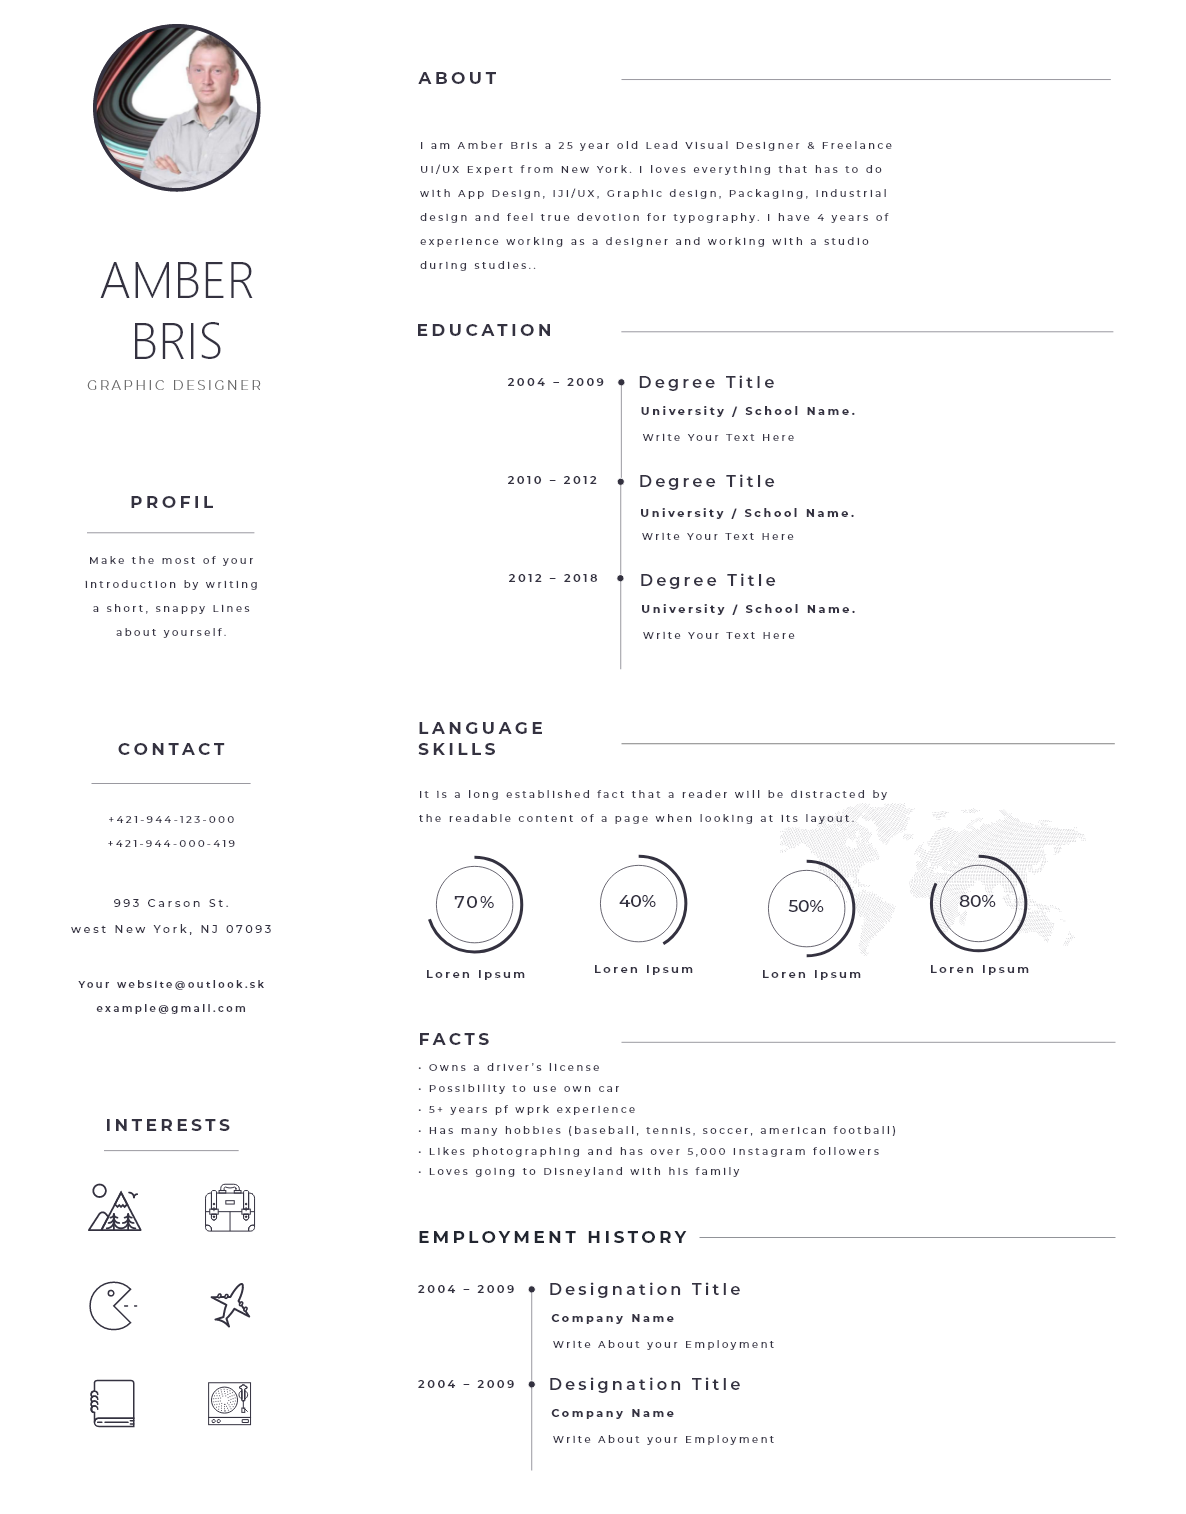 AMBER
BRIS
GRAPHIC DESIGNER
PROFIL
Make the most of your
introduction by writing
a short, snappy Lines
about yourself.
CONTACT
+421-944-123-000
+421-944-000-419
993 Carson St.
west New York, NJ 07093
Your website@outlook.sk
example@gmail.com
INTERESTS
ABOUT
I am Amber Bris a 25 year old Lead Visual Designer & Freelance
UI/UX Expert from New York. I loves everything that has to do
with App Design, IJI/UX, Graphic design, Packaging, Industrial
design and feel true devotion for typography. I have 4 years of
experience working as a designer and working with a studio
during studies..
EDUCATION
2004 – 2009 Degree Title
University / School Name.
Write Your Text Here
2010 – 2012 Degree Title
University / School Name.
Write Your Text Here
2012 – 2018 Degree Title
University / School Name.
Write Your Text Here
LANGUAGE
SKILLS
It is a long established fact that a reader will be distracted by
the readable content of a page when looking at its layout.
70% 40% 50% 80%
Loren Ipsum Loren Ipsum Loren Ipsum Loren Ipsum
FACTS
• Owns a driver's license
• Possibility to use own car
• 5+ years pf wprk experience
• Has many hobbies (baseball, tennis, soccer, american football)
• Likes photographing and has over 5,000 Instagram followers
• Loves going to Disneyland with his family
EMPLOYMENT HISTORY
2004 – 2009 Designation Title
Company Name
Write About your Employment
2004 – 2009 Designation Title
Company Name
Write About your Employment